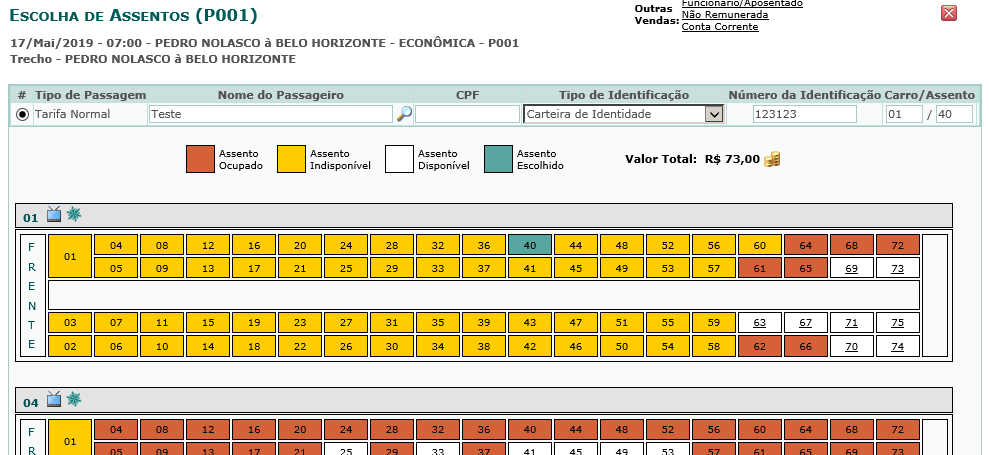 ESCOLHA DE ASSENTOS (P001)
Outras Vendas:
Funcionário/Aposentado
Não Remunerada
Conta Corrente
17/Mai/2019 - 07:00 - PEDRO NOLASCO à BELO HORIZONTE - ECONÔMICA - P001
Trecho - PEDRO NOLASCO à BELO HORIZONTE
# Tipo de Passagem Nome do Passageiro CPF Tipo de Identificação Número da Identificação Carro/Assento
Tarifa Normal Teste Carteira de Identidade 123123 01 / 40
Assento Ocupado
Assento Indisponível
Assento Disponível
Assento Escolhido
Valor Total: R$ 73,00
01
FRENTE
01
04 08 12 16 20 24 28 32 36 40 44 48 52 56 60 64 68 72
05 09 13 17 21 25 29 33 37 41 45 49 53 57 61 65 69 73
03 07 11 15 19 23 27 31 35 39 43 47 51 55 59 63 67 71 75
02 06 10 14 18 22 26 30 34 38 42 46 50 54 58 62 66 70 74
04
F
R
01
04 08 12 16 20 24 28 32 36 40 44 48 52 56 60 64 68 72
05 09 13 17 21 25 29 33 37 41 45 49 53 57 61 65 69 73